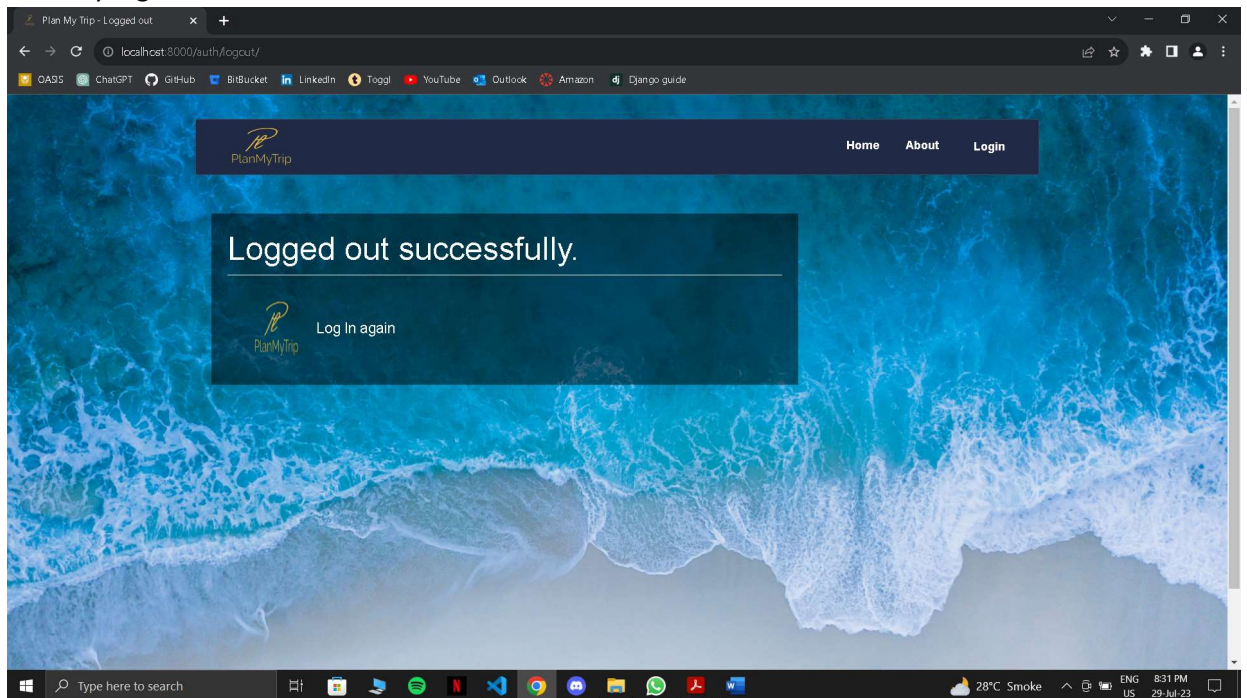 Plan My Trip - Logged out
localhost:8000/auth/logout/
OASIS ChatGPT GitHub BitBucket LinkedIn Toggl YouTube Outlook Amazon dj Django guide
PlanMyTrip Home About Login
Logged out successfully.
PlanMyTrip Log In again
Type here to search 28°C Smoke ENG 8:31 PM
US 29-Jul-23